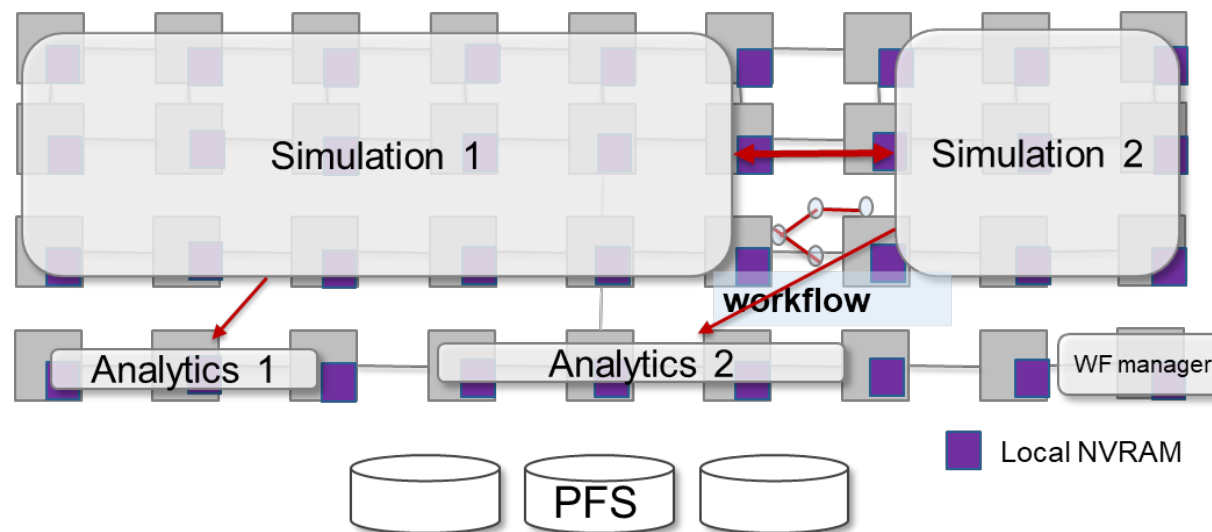 Simulation 1
Simulation 2
workflow
Analytics 1
Analytics 2
WF manager
Local NVRAM
PFS